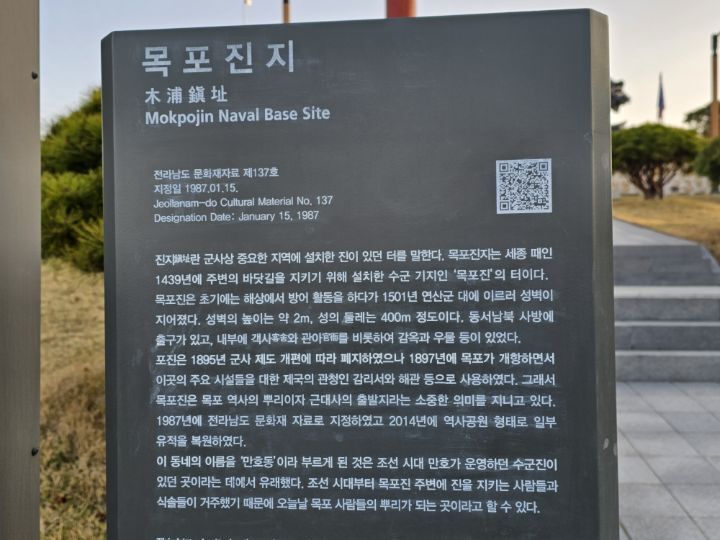 목포진지
木浦鎭址
Mokpojin Naval Base Site
전라남도 문화재자료 제137호
지정일 1987.01.15.
Jeollanam-do Cultural Material No. 137
Designation Date: January 15, 1987
진지鎭址란 군사상 중요한 지역에 설치한 진이 있던 터를 말한다. 목포진지는 세종 때인
1439년에 주변의 바닷길을 지키기 위해 설치한 수군 기지인 '목포진'의 터이다.
목포진은 초기에는 해상에서 방어 활동을 하다가 1501년 연산군 대에 이르러 성벽이
지어졌다. 성벽의 높이는 약 2m, 성의 둘레는 400m 정도이다. 동서남북 사방에
출구가 있고, 내부에 객사客舍와 관아官衙를 비롯하여 감옥과 우물 등이 있었다.
포진은 1895년 군사 제도 개편에 따라 폐지하였으나 1897년에 목포가 개항하면서
이곳의 주요 시설들을 대한 제국의 관청인 감리서와 해관 등으로 사용하였다. 그래서
목포진은 목포 역사의 뿌리이자 근대사의 출발지라는 소중한 의미를 지니고 있다.
1987년에 전라남도 문화재 자료로 지정하였고 2014년에 역사공원 형태로 일부
유적을 복원하였다.
이 동네의 이름을 '만호동'이라 부르게 된 것은 조선 시대 만호가 운영하던 수군진이
있던 곳이라는 데에서 유래했다. 조선 시대부터 목포진 주변에 진을 지키는 사람들과
식솔들이 거주했기 때문에 오늘날 목포 사람들의 뿌리가 되는 곳이라고 할 수 있다.